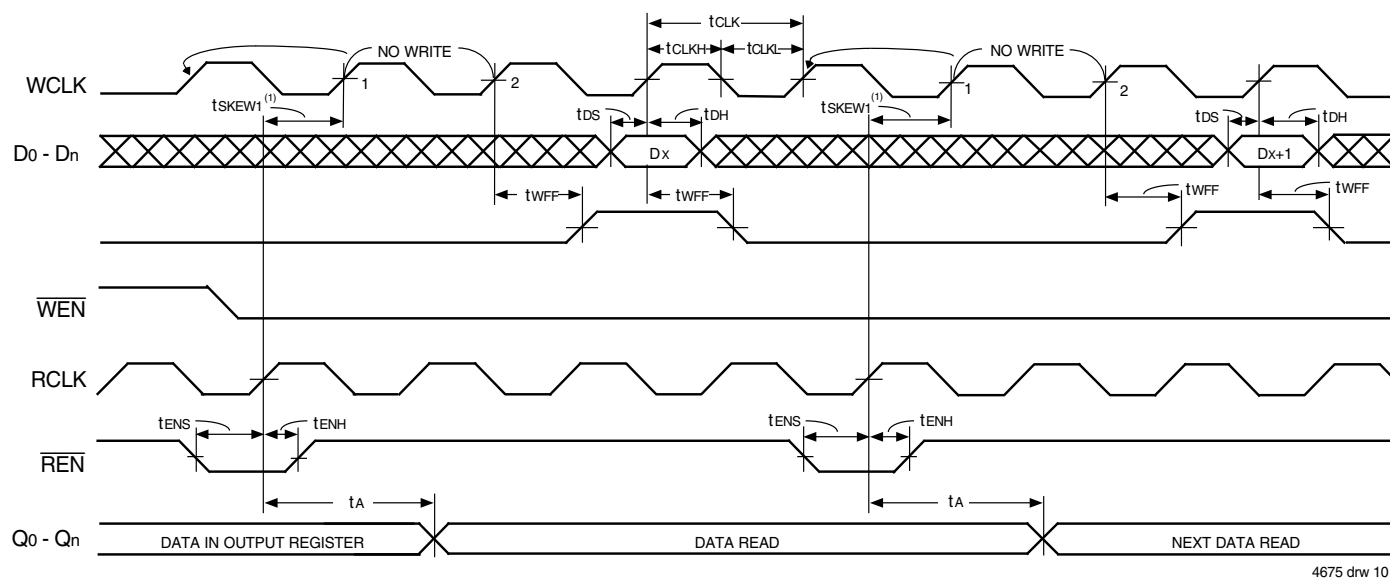 tCLK
NO WRITE tCLKH tCLKL NO WRITE
WCLK 1 2 1 2
tSKEW1(1) tDS tDH tSKEW1(1) tDS tDH
D0 - Dn Dx Dx+1
tWFF tWFF tWFF tWFF
WEN
RCLK
tENS tENH tENS tENH
REN
tA tA
Q0 - Qn DATA IN OUTPUT REGISTER DATA READ NEXT DATA READ
4675 drw 10